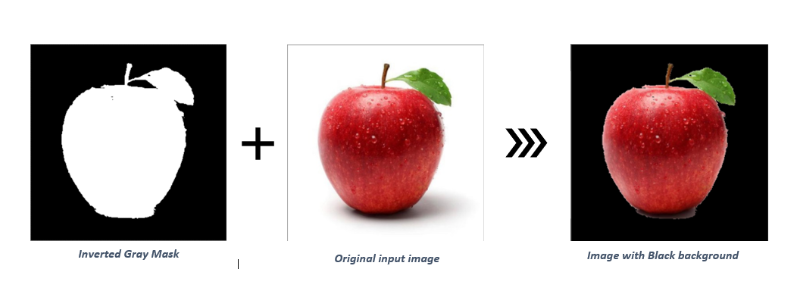 Inverted Gray Mask
Original input image
Image with Black background